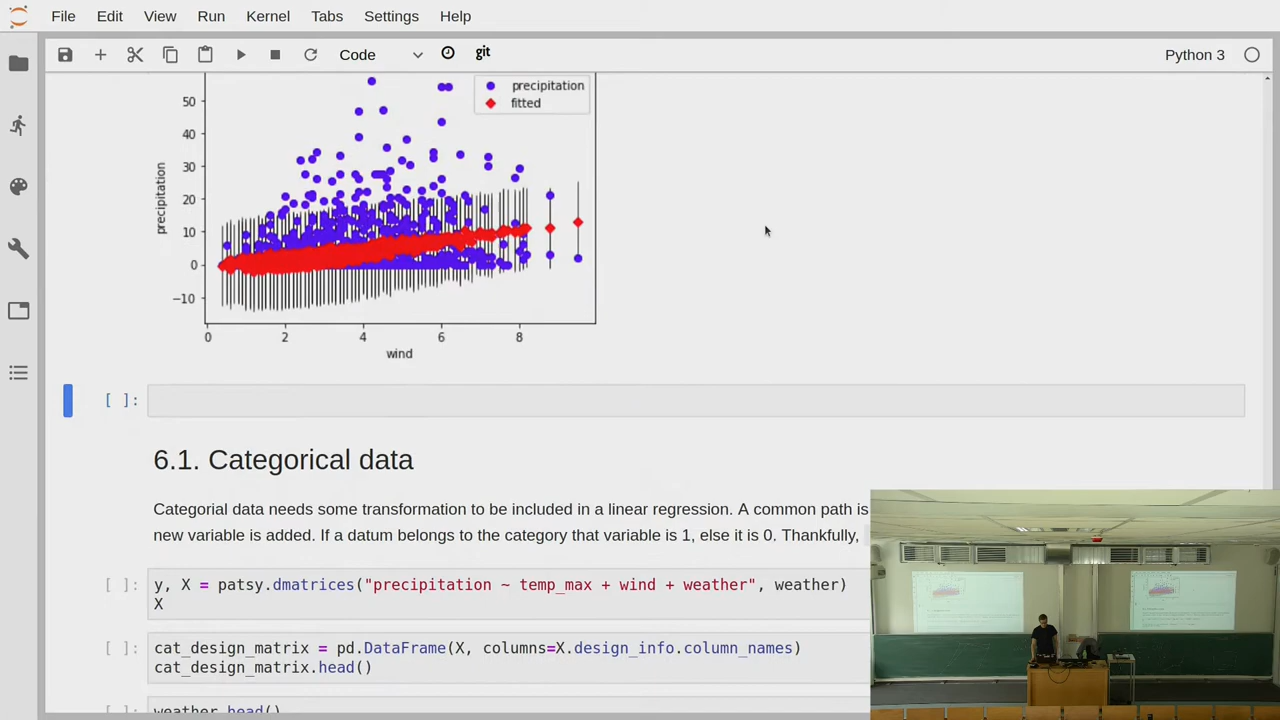 File Edit View Run Kernel Tabs Settings Help
Code git Python 3
precipitation
fitted
50
40
30
20
10
0
−10
precipitation
0 2 4 6 8
wind
[ ]:
6.1. Categorical data
Categorial data needs some transformation to be included in a linear regression. A common path is
new variable is added. If a datum belongs to the category that variable is 1, else it is 0. Thankfully,
[ ]: y, X = patsy.dmatrices("precipitation ~ temp_max + wind + weather", weather)
X
[ ]: cat_design_matrix = pd.DataFrame(X, columns=X.design_info.column_names)
cat_design_matrix.head()
[ ]: weather.head()